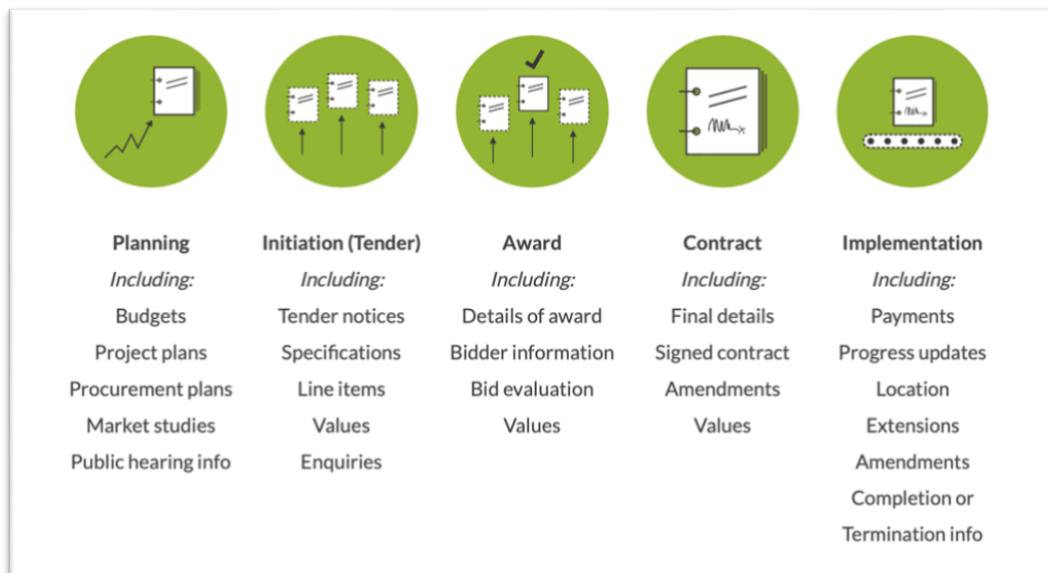 Planning
Including:
Budgets
Project plans
Procurement plans
Market studies
Public hearing info
Initiation (Tender)
Including:
Tender notices
Specifications
Line items
Values
Enquiries
Award
Including:
Details of award
Bidder information
Bid evaluation
Values
Contract
Including:
Final details
Signed contract
Amendments
Values
Implementation
Including:
Payments
Progress updates
Location
Extensions
Amendments
Completion or
Termination info